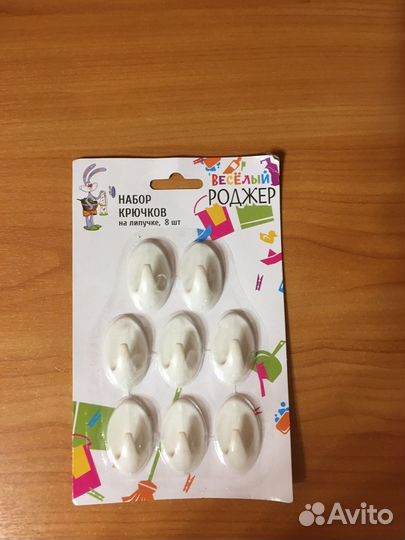 НАБОР
КРЮЧКОВ
на липучке, 8 шт
ВЕСЁЛЫЙ
РОДЖЕР
Avito